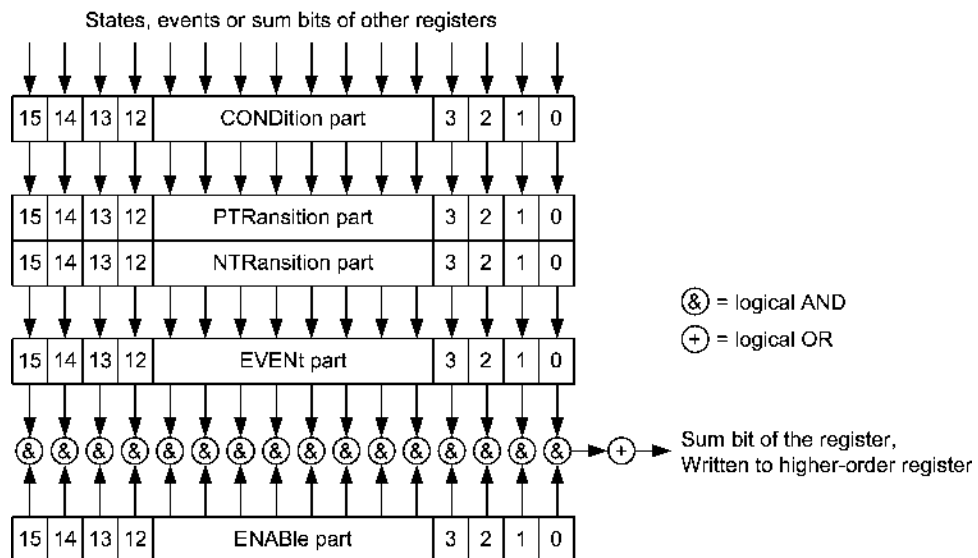 States, events or sum bits of other registers
15 14 13 12 CONDition part 3 2 1 0
15 14 13 12 PTRansition part 3 2 1 0
15 14 13 12 NTRansition part 3 2 1 0
& = logical AND
+ = logical OR
15 14 13 12 EVENt part 3 2 1 0
& & & & & & & & & & & & & & & & +
Sum bit of the register,
Written to higher-order register
15 14 13 12 ENABle part 3 2 1 0